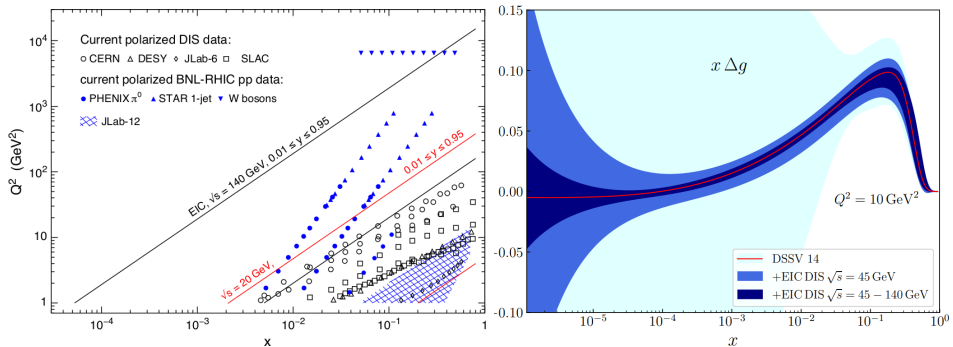 Current polarized DIS data:
CERN DESY JLab-6 SLAC
current polarized BNL-RHIC pp data:
PHENIX π⁰ STAR 1-jet W bosons
JLab-12
EIC, √s = 140 GeV, 0.01 ≤ y ≤ 0.95
√s = 20 GeV, 0.01 ≤ y ≤ 0.95
Q² (GeV²)
10⁴
10³
10²
10
1
10⁻⁴ 10⁻³ 10⁻² 10⁻¹ 1
x
x Δg
Q² = 10 GeV²
DSSV 14
+EIC DIS √s = 45 GeV
+EIC DIS √s = 45 − 140 GeV
0.15
0.10
0.05
0.00
-0.05
-0.10
10⁻⁵ 10⁻⁴ 10⁻³ 10⁻² 10⁻¹ 10⁰
x